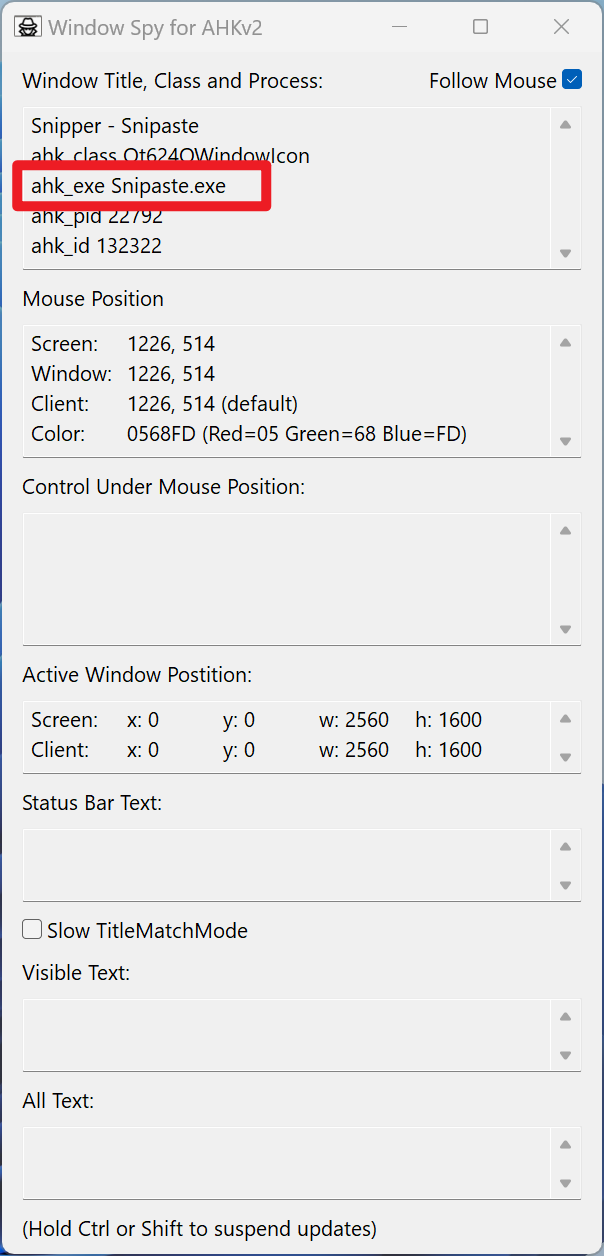 Window Spy for AHKv2
Window Title, Class and Process: Follow Mouse
Snipper - Snipaste
ahk_class Qt624QWindowIcon
ahk_exe Snipaste.exe
ahk_pid 22792
ahk_id 132322
Mouse Position
Screen: 1226, 514
Window: 1226, 514
Client: 1226, 514 (default)
Color: 0568FD (Red=05 Green=68 Blue=FD)
Control Under Mouse Position:
Active Window Postition:
Screen: x: 0 y: 0 w: 2560 h: 1600
Client: x: 0 y: 0 w: 2560 h: 1600
Status Bar Text:
Slow TitleMatchMode
Visible Text:
All Text:
(Hold Ctrl or Shift to suspend updates)